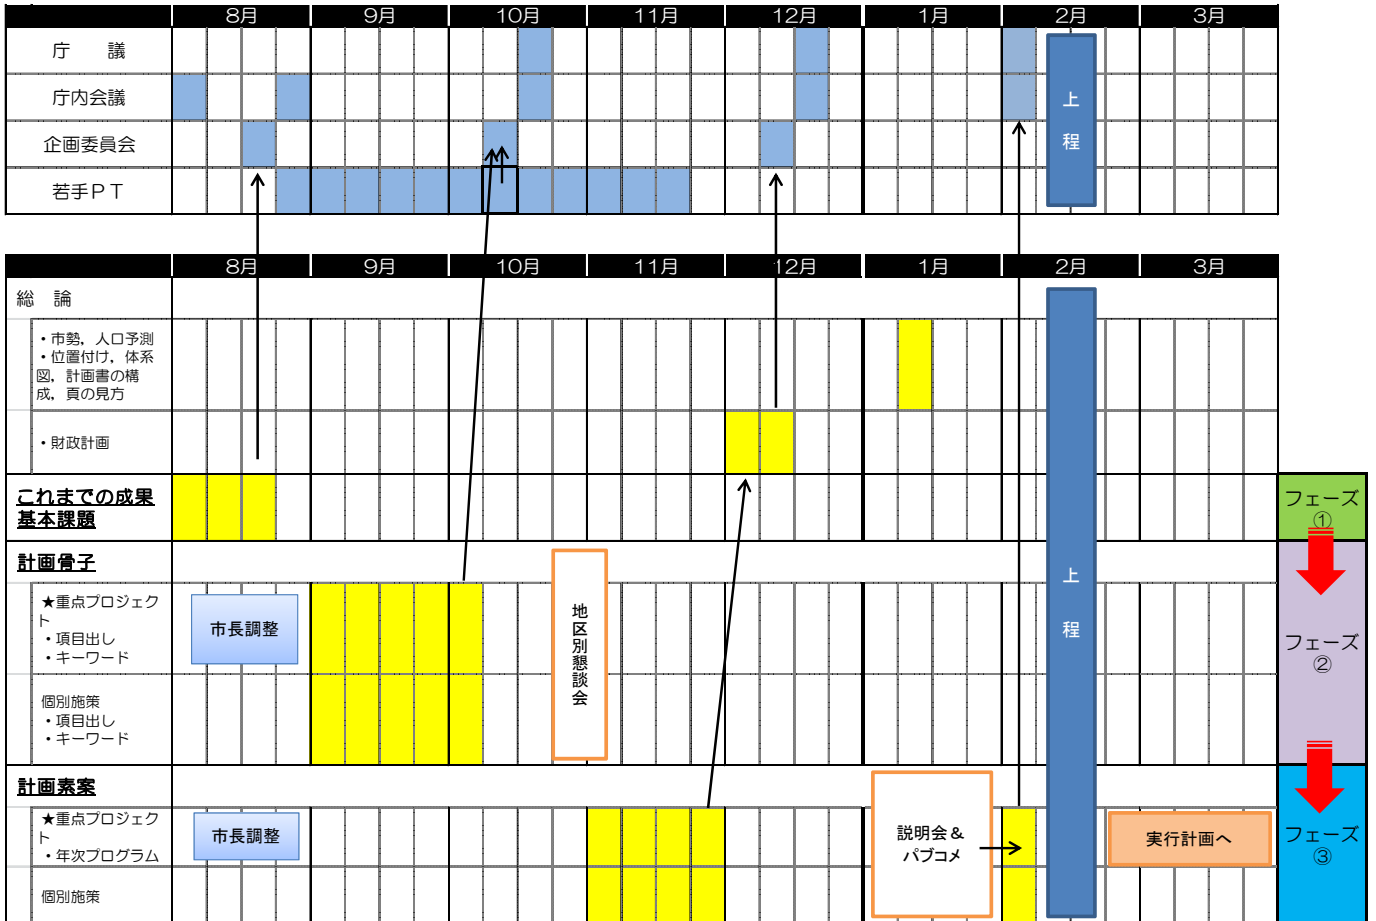 8月 9月 10月 11月 12月 1月 2月 3月
庁　議
庁内会議
企画委員会
若手ＰＴ
上
程
8月 9月 10月 11月 12月 1月 2月 3月
総　論
・市勢，人口予測
・位置付け，体系
図，計画書の構
成，頁の見方
・財政計画
これまでの成果
基本課題
フェーズ
①
計画骨子
★重点プロジェク
ト
・項目出し
・キーワード
市長調整
地区別懇談会
上
程
フェーズ
②
個別施策
・項目出し
・キーワード
計画素案
★重点プロジェク
ト
・年次プログラム
市長調整
説明会＆
パブコメ
実行計画へ
フェーズ
③
個別施策